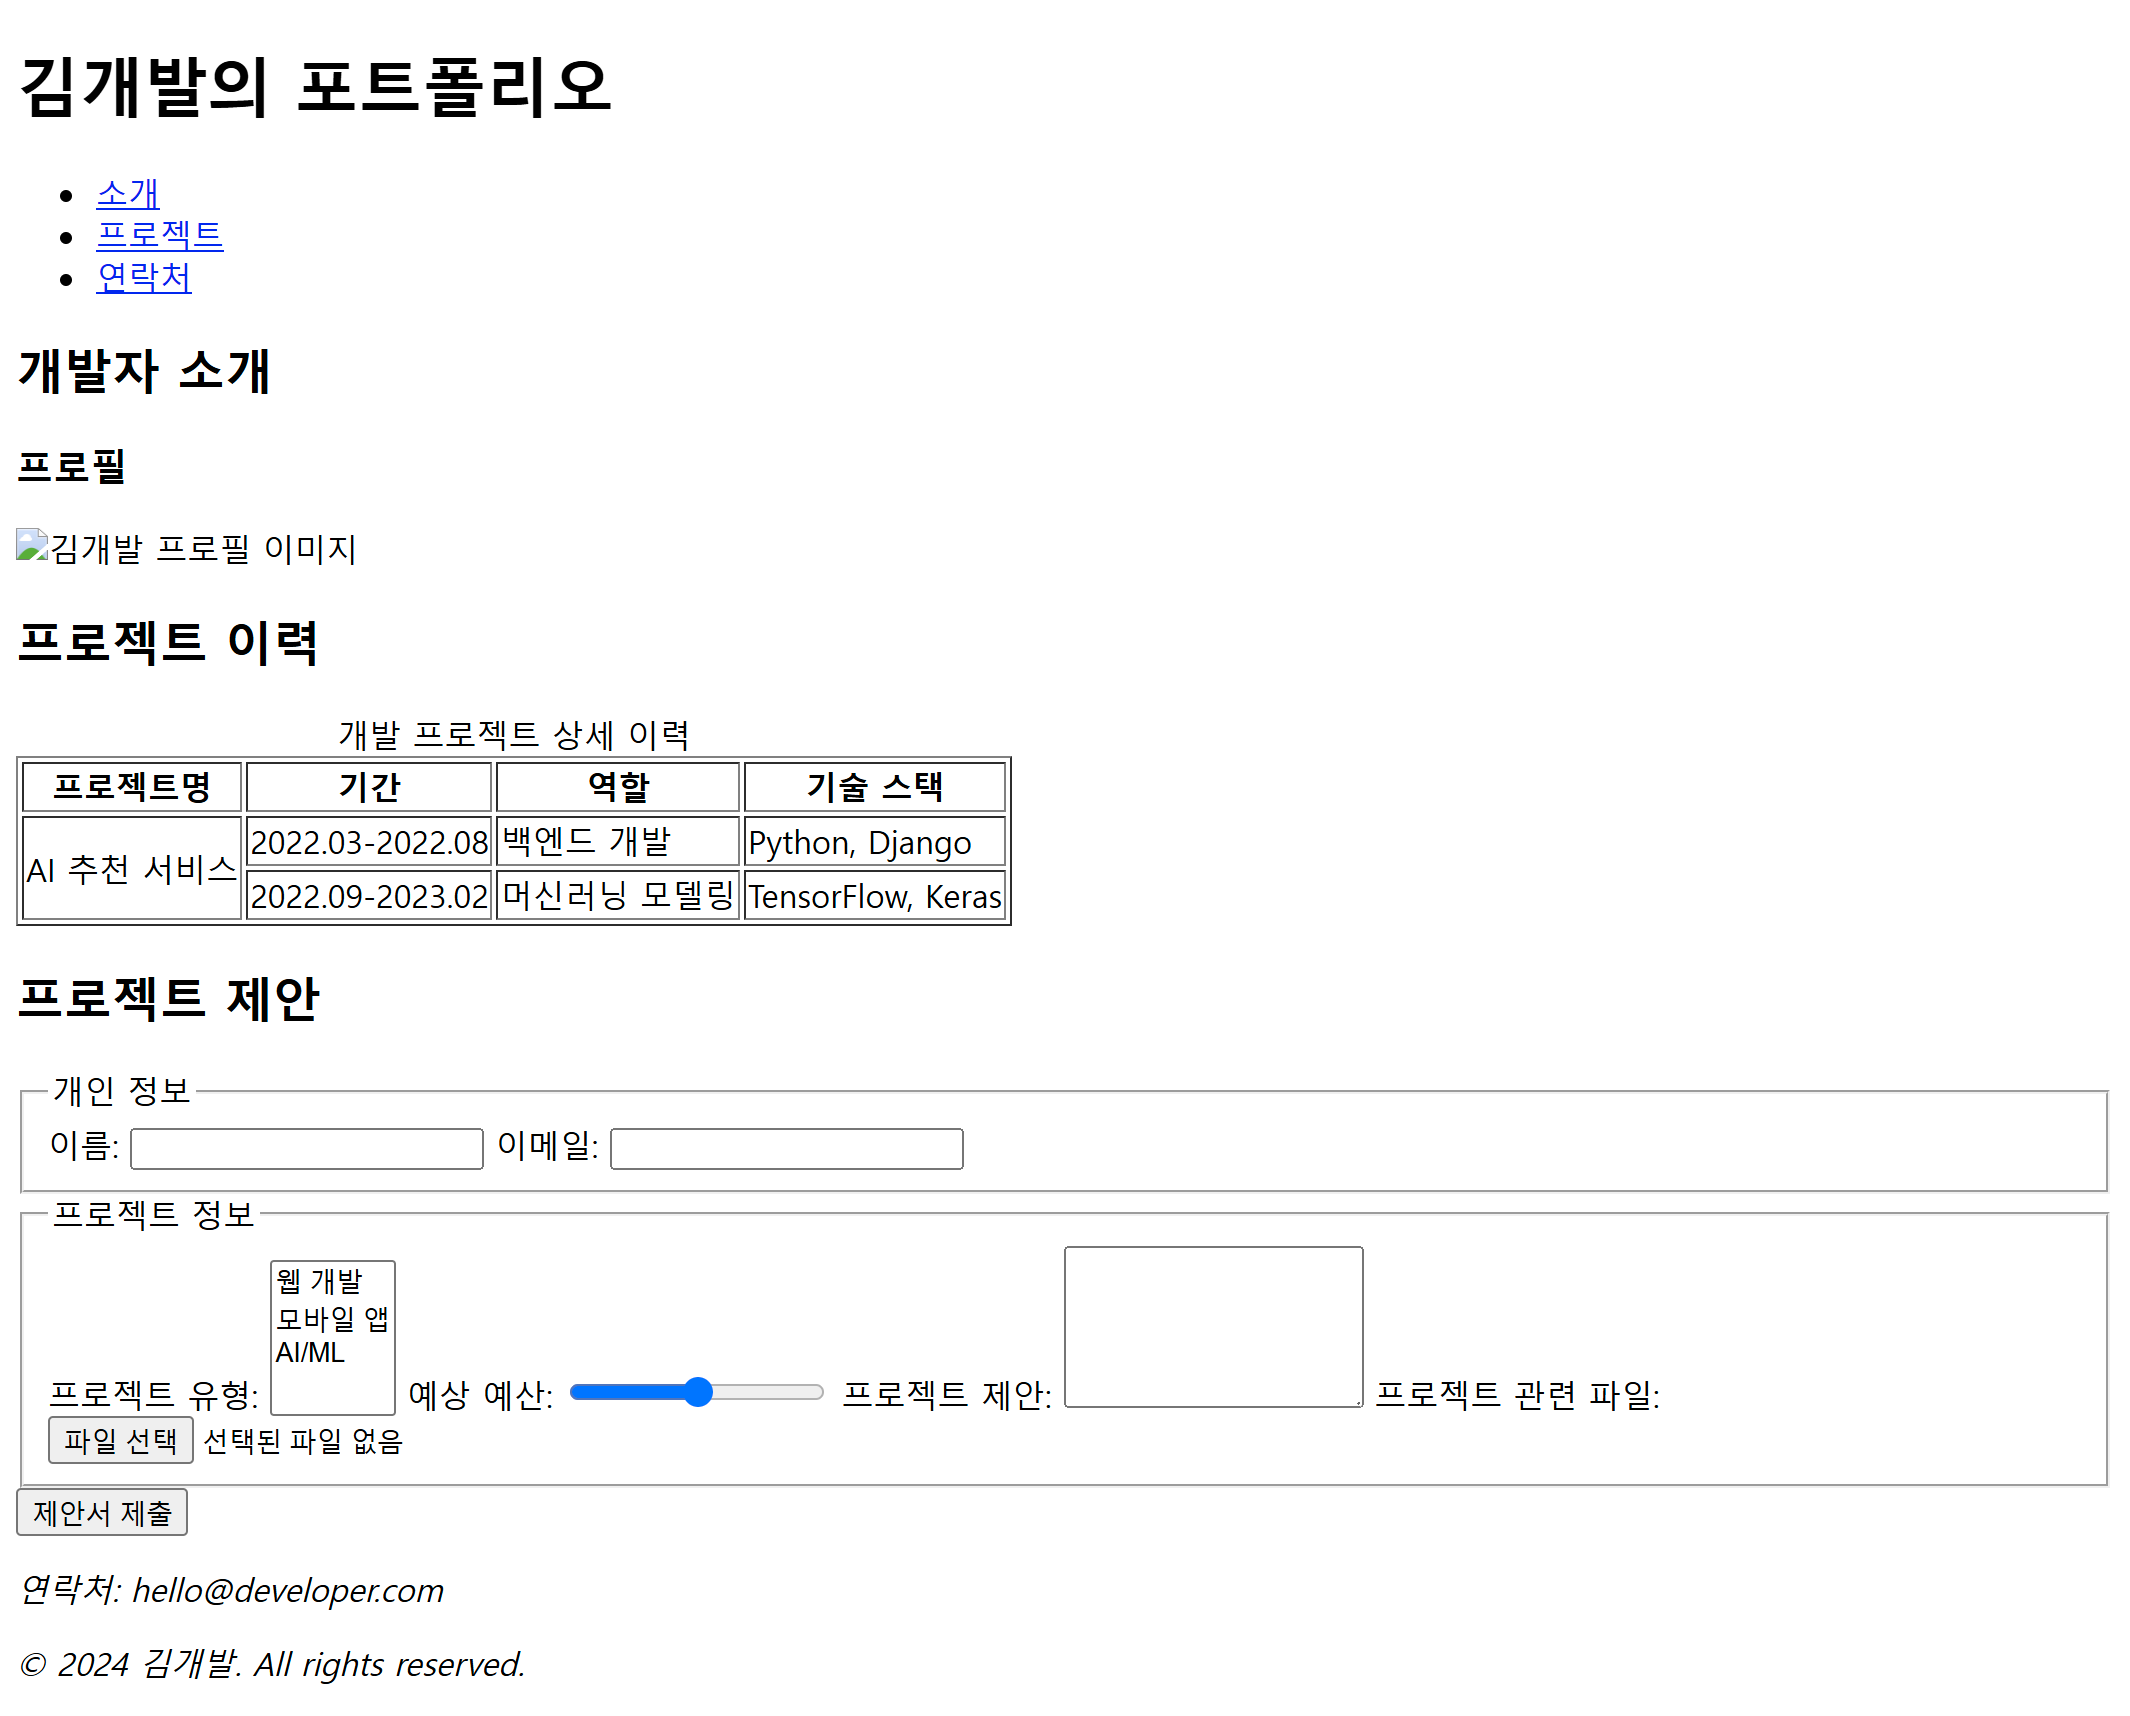 김개발의 포트폴리오
소개
프로젝트
연락처
개발자 소개
프로필
김개발 프로필 이미지
프로젝트 이력
개발 프로젝트 상세 이력
프로젝트명 기간 역할 기술 스택
AI 추천 서비스 2022.03-2022.08 백엔드 개발 Python, Django
2022.09-2023.02 머신러닝 모델링 TensorFlow, Keras
프로젝트 제안
개인 정보
이름: 이메일:
프로젝트 정보
웹 개발
모바일 앱
AI/ML
프로젝트 유형: 예상 예산: 프로젝트 제안: 프로젝트 관련 파일:
파일 선택 선택된 파일 없음
제안서 제출
연락처: hello@developer.com
© 2024 김개발. All rights reserved.